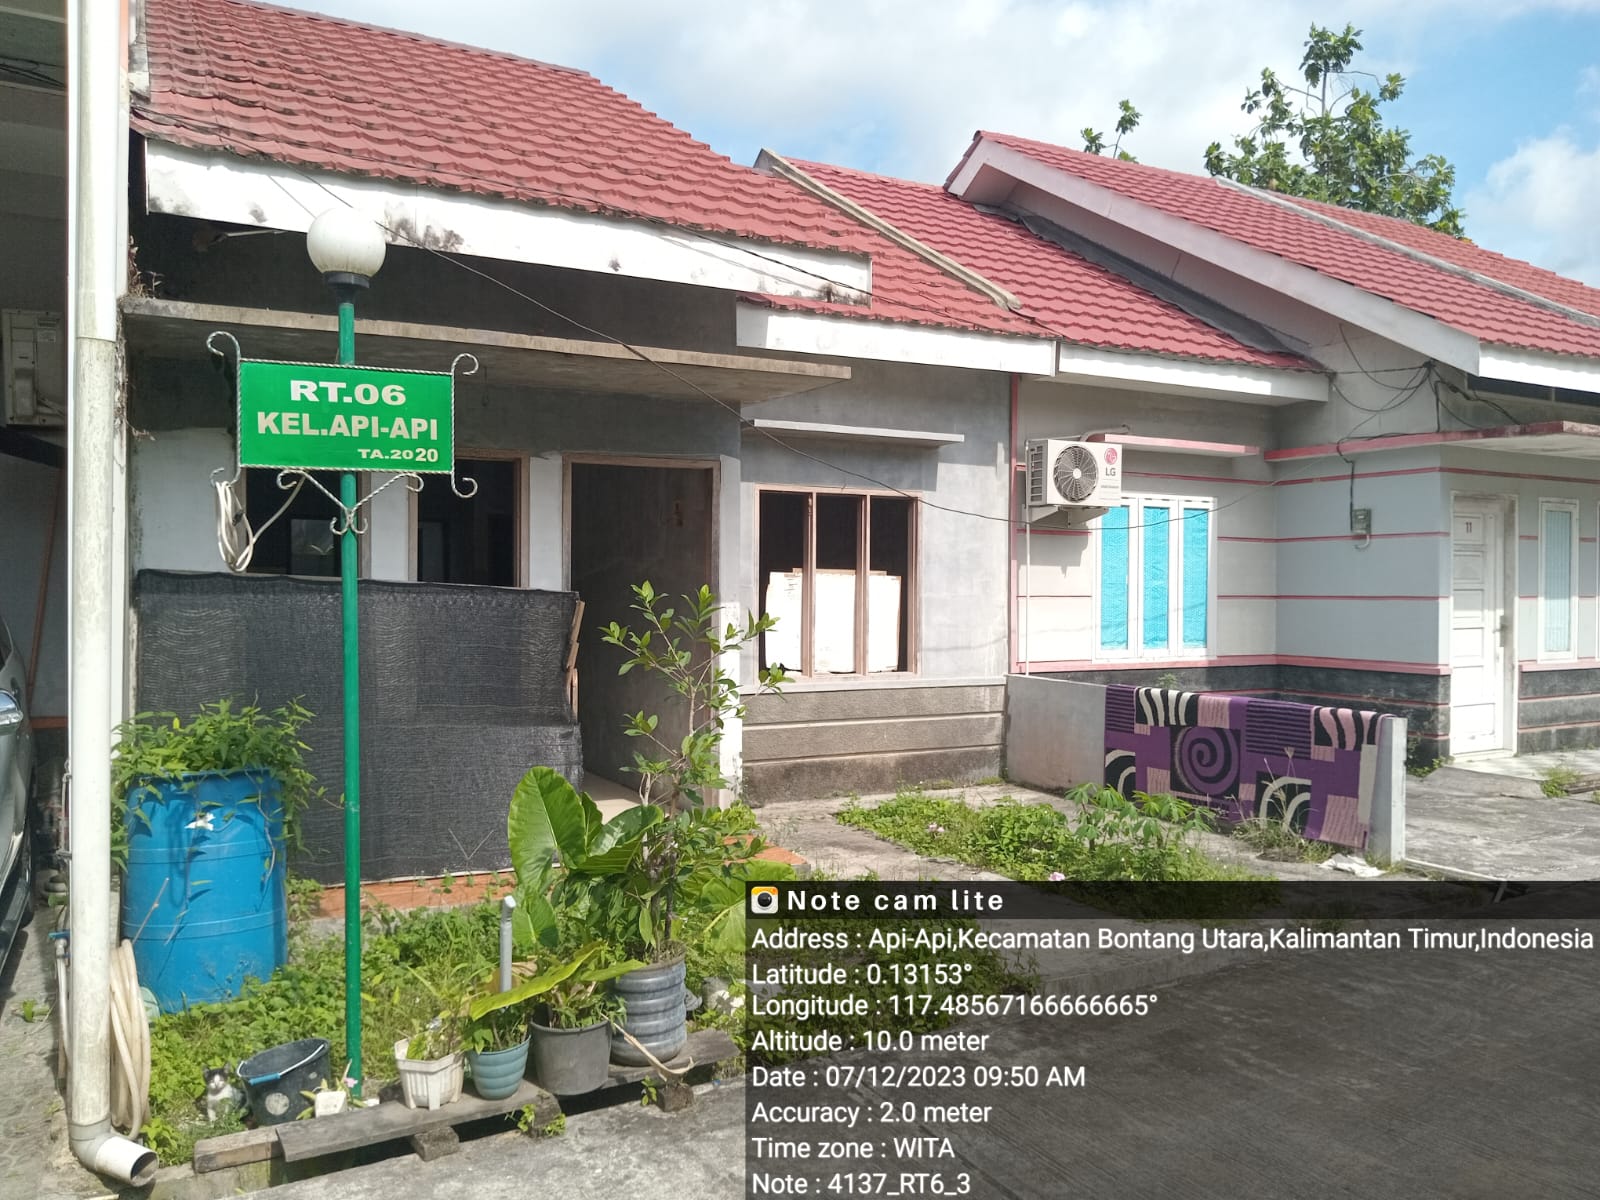 RT.06
KEL.API-API
TA.2020
LG
11
Note cam lite
Address : Api-Api,Kecamatan Bontang Utara,Kalimantan Timur,Indonesia
Latitude : 0.13153°
Longitude : 117.48567166666665°
Altitude : 10.0 meter
Date : 07/12/2023 09:50 AM
Accuracy : 2.0 meter
Time zone : WITA
Note : 4137_RT6_3